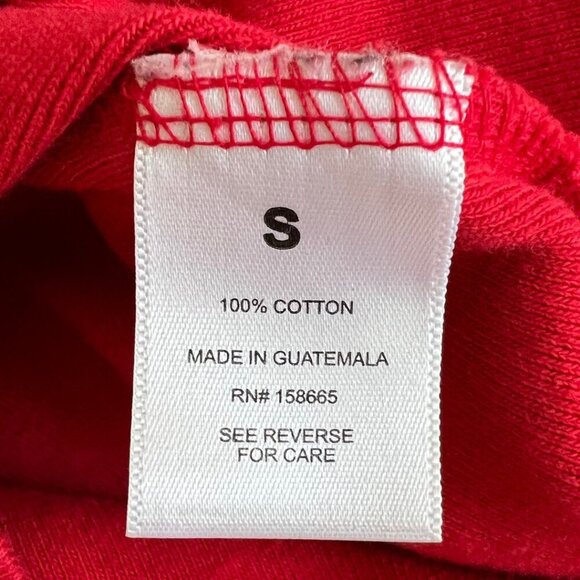 S
100% COTTON
MADE IN GUATEMALA
RN# 158665
SEE REVERSE
FOR CARE